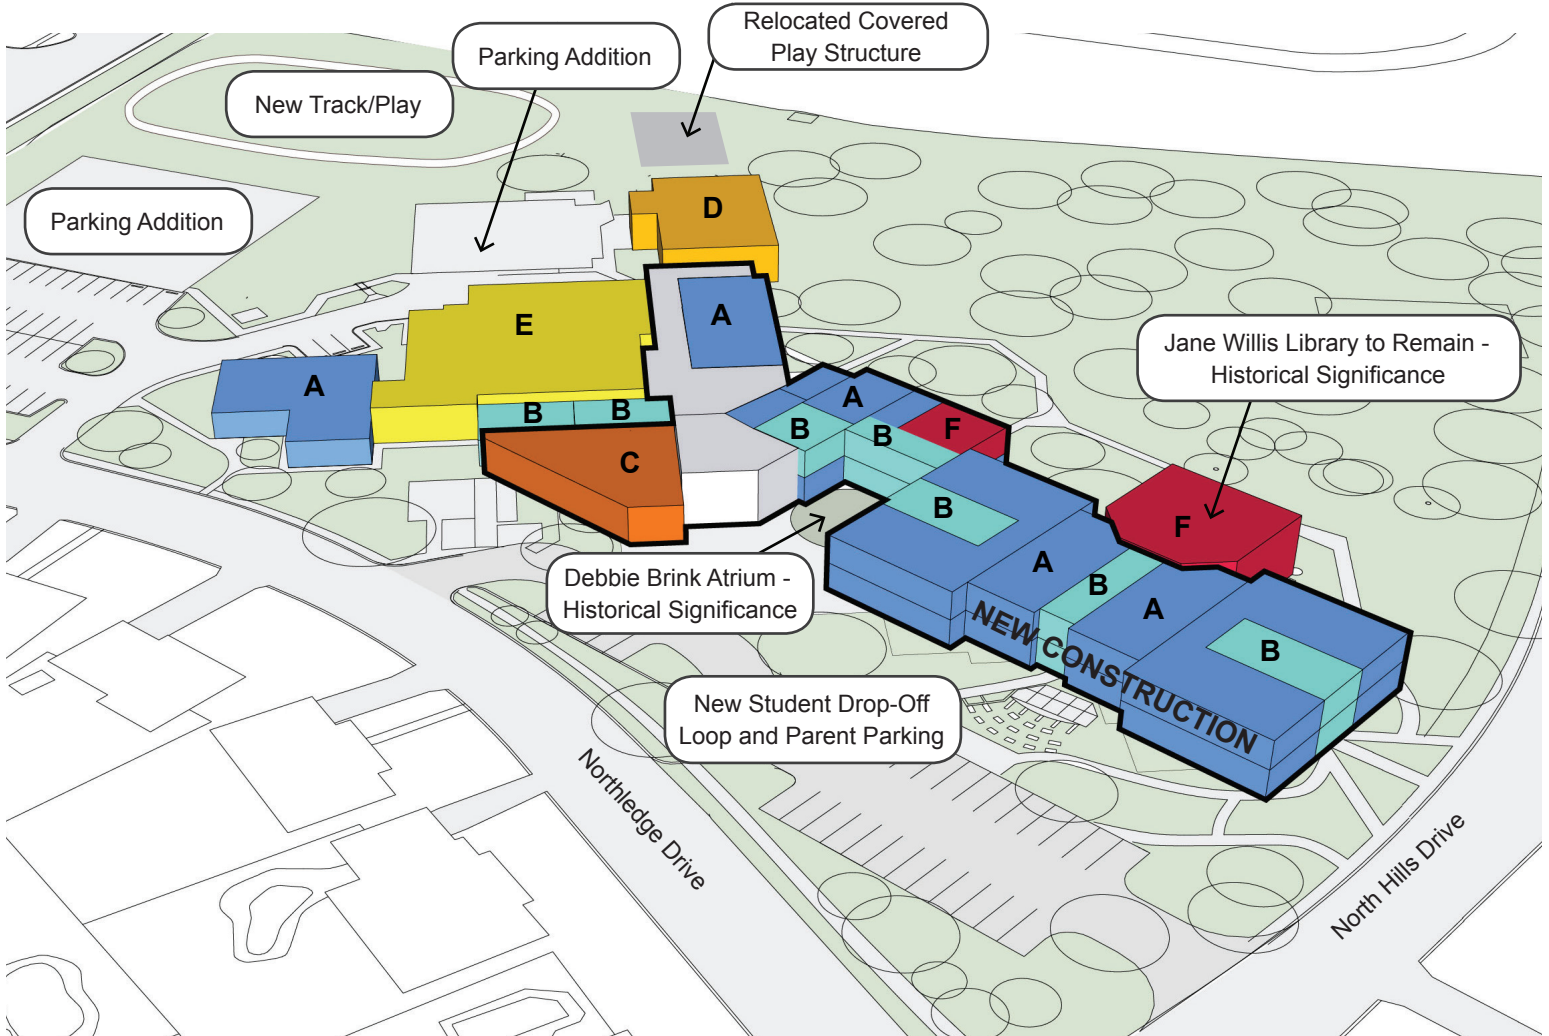 Relocated Covered
Play Structure
Parking Addition
New Track/Play
Parking Addition
D
A
E
A
B
B
A
B
B
F
C
Jane Willis Library to Remain -
Historical Significance
B
F
A
B
A
B
Debbie Brink Atrium -
Historical Significance
NEW CONSTRUCTION
New Student Drop-Off
Loop and Parent Parking
Northledge Drive
North Hills Drive